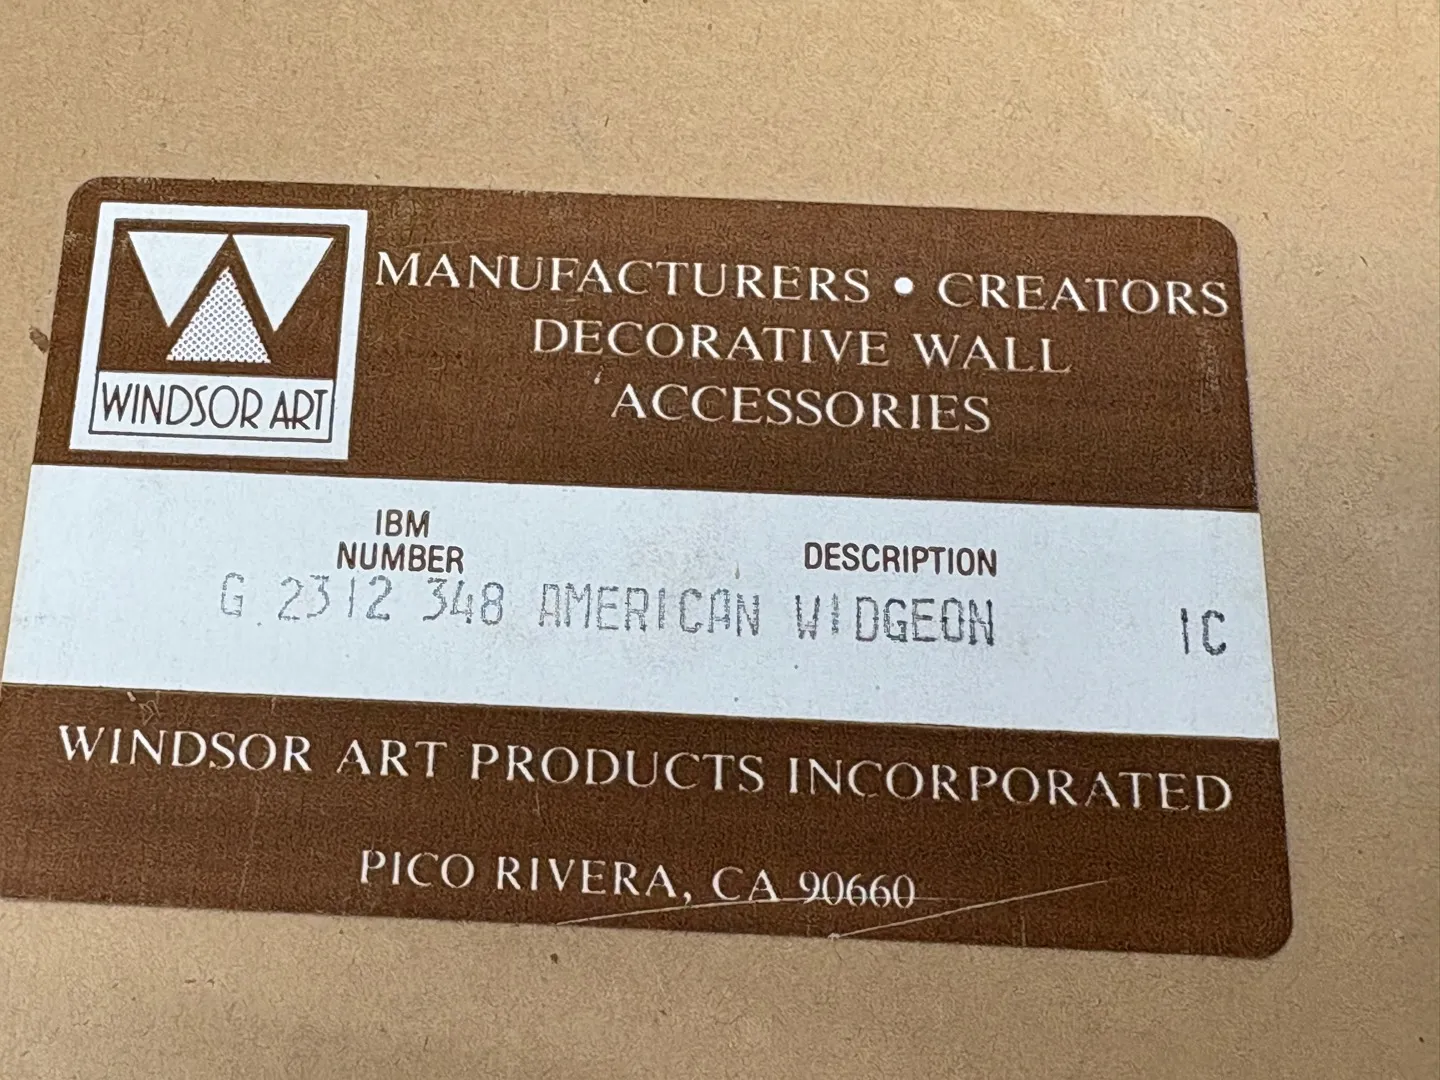 MANUFACTURERS • CREATORS
DECORATIVE WALL
ACCESSORIES
WINDSOR ART
IBM
NUMBER
DESCRIPTION
G 2312 348 AMERICAN WIDGEON 1C
WINDSOR ART PRODUCTS INCORPORATED
PICO RIVERA, CA 90660